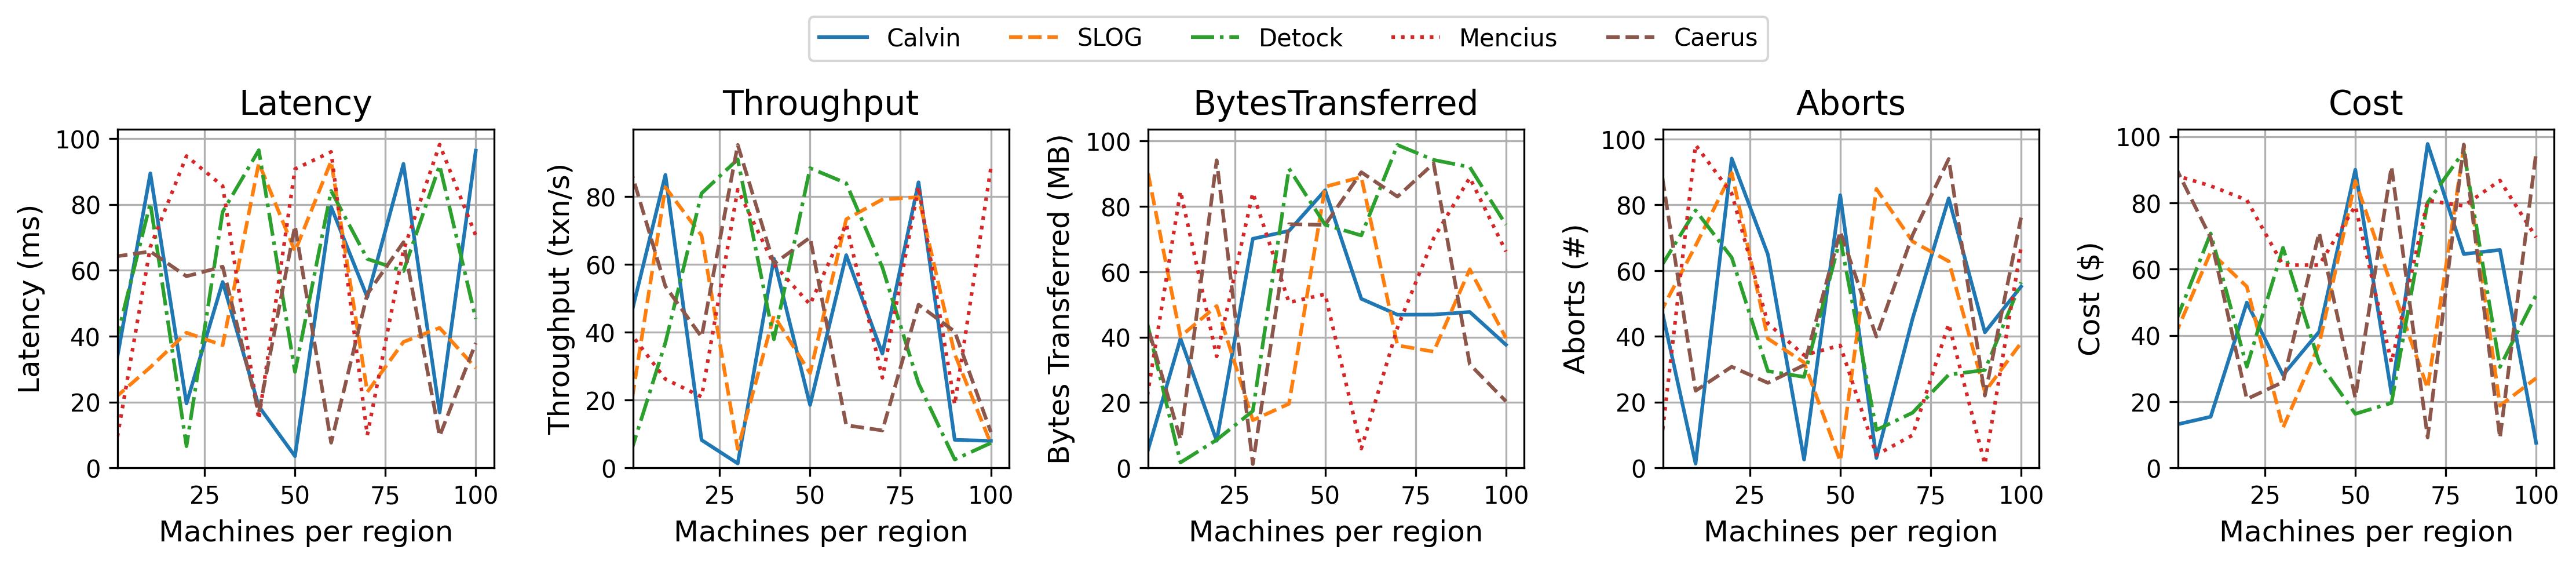 Calvin SLOG Detock Mencius Caerus
Latency
Latency (ms)
100
80
60
40
20
0
25 50 75 100
Machines per region
Throughput
Throughput (txn/s)
80
60
40
20
0
25 50 75 100
Machines per region
BytesTransferred
Bytes Transferred (MB)
100
80
60
40
20
0
25 50 75 100
Machines per region
Aborts
Aborts (#)
100
80
60
40
20
0
25 50 75 100
Machines per region
Cost
Cost ($)
100
80
60
40
20
0
25 50 75 100
Machines per region